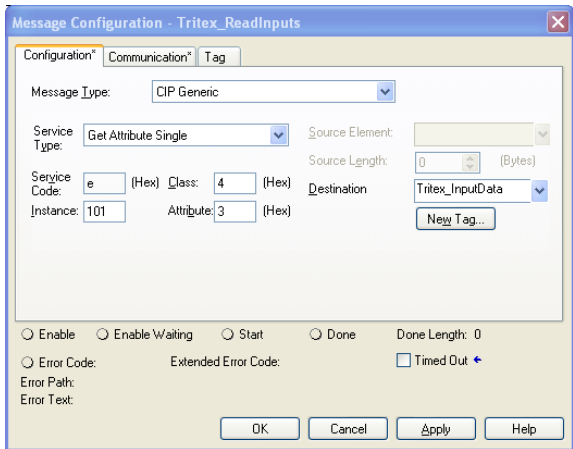 Message Configuration - Tritex_ReadInputs
Configuration* Communication* Tag
Message Type: CIP Generic
Service Type: Get Attribute Single Source Element:
Source Length: 0 (Bytes)
Service Code: e (Hex) Class: 4 (Hex) Destination Tritex_InputData
Instance: 101 Attribute: 3 (Hex) New Tag...
Enable Enable Waiting Start Done Done Length: 0
Error Code: Extended Error Code: Timed Out ←
Error Path:
Error Text:
OK Cancel Apply Help